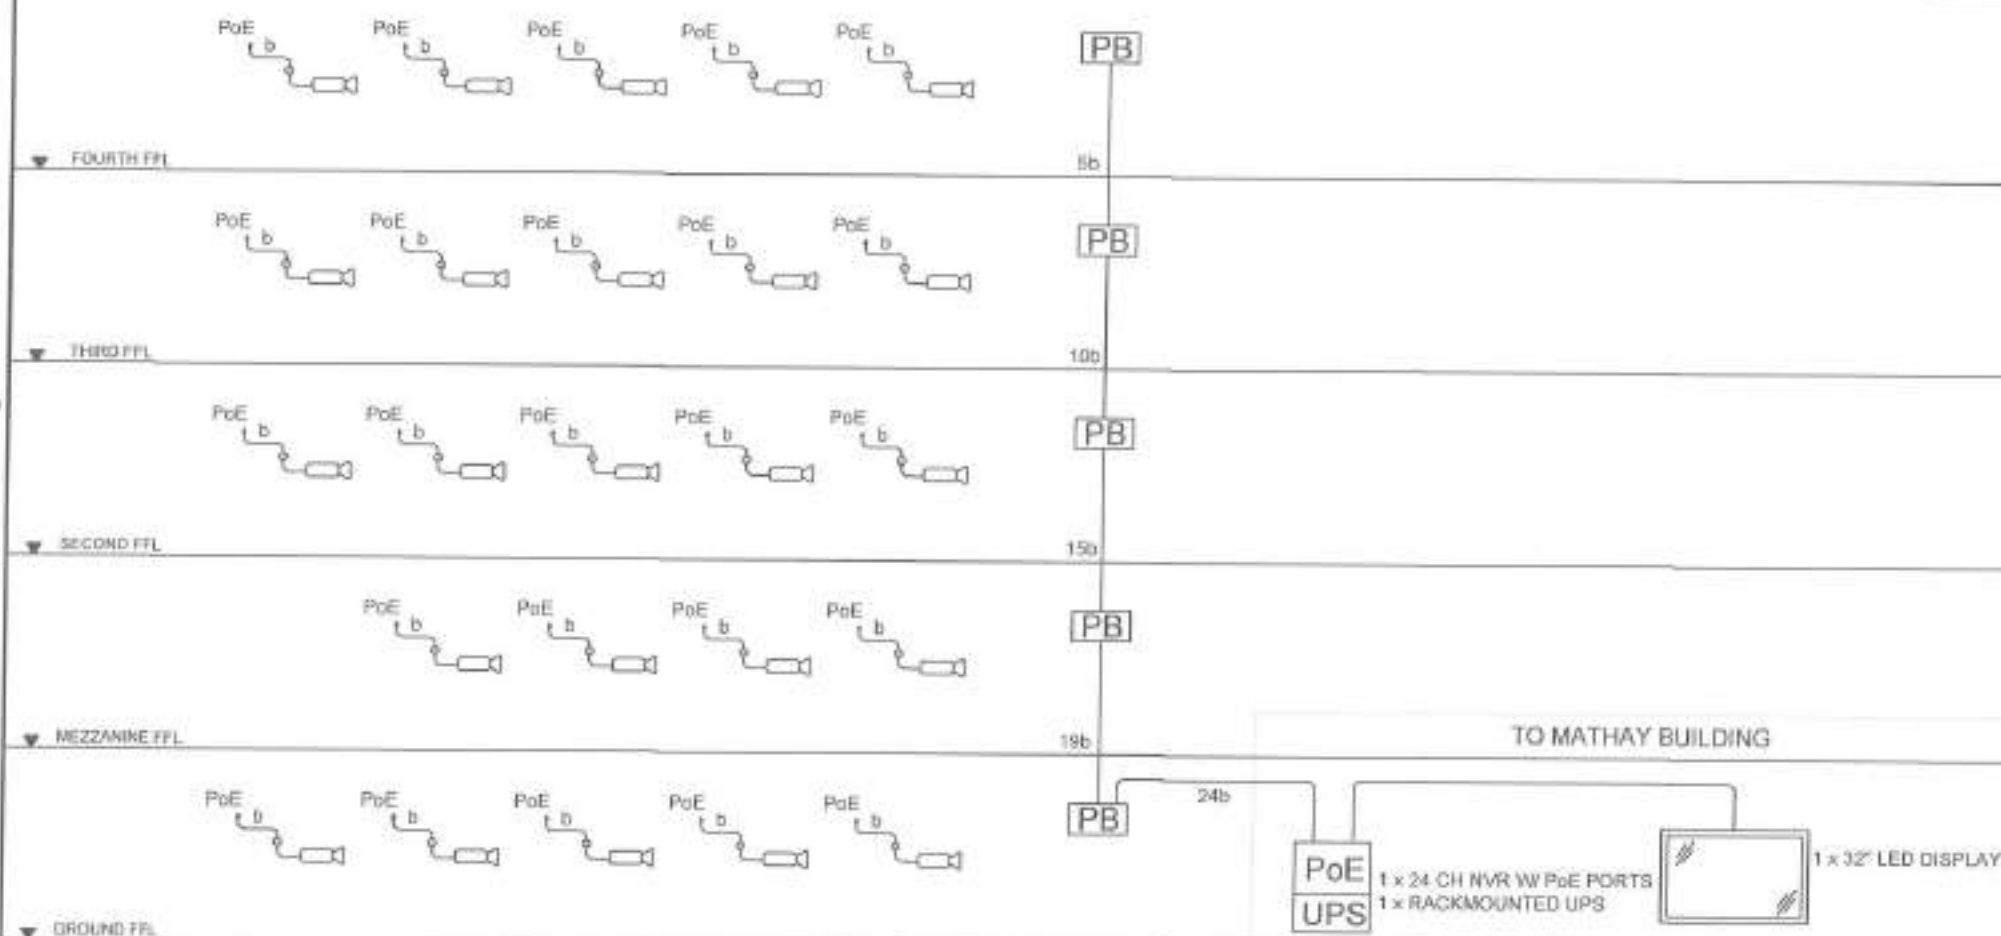 PoE PoE PoE PoE PoE PB
b b b b b
FOURTH FFL 5b
PoE PoE PoE PoE PoE PB
b b b b b
THIRD FFL 10b
PoE PoE PoE PoE PoE PB
b b b b b
SECOND FFL 15b
PoE PoE PoE PoE PB
b b b b
MEZZANINE FFL 19b TO MATHAY BUILDING
PoE PoE PoE PoE PoE 24b
b b b b b PB
PoE 1 x 24 CH NVR W/ PoE PORTS 1 x 32" LED DISPLAY
UPS 1 x RACKMOUNTED UPS
GROUND FFL